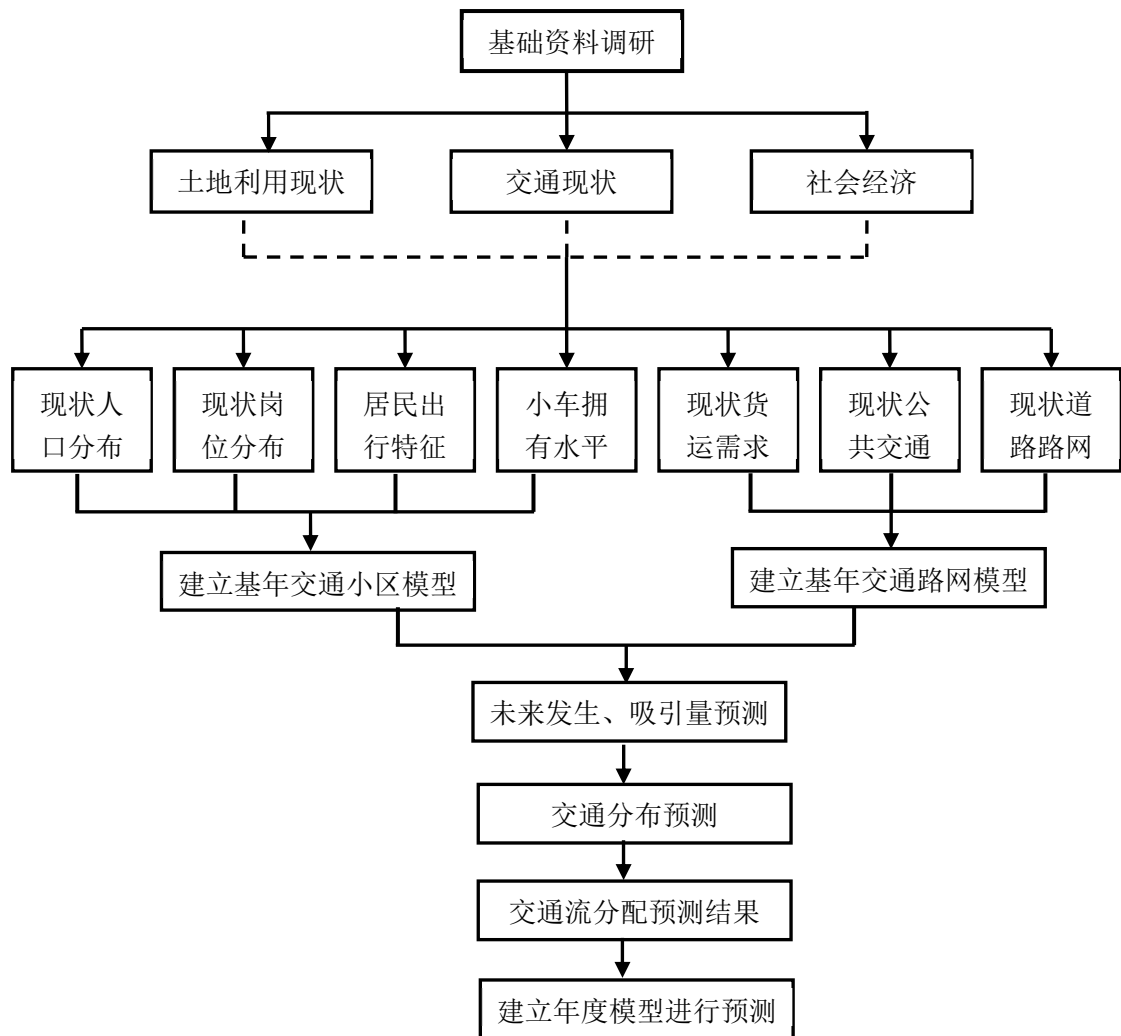 基础资料调研
土地利用现状
交通现状
社会经济
现状人
口分布
现状岗
位分布
居民出
行特征
小车拥
有水平
现状货
运需求
现状公
共交通
现状道
路路网
建立基年交通小区模型
建立基年交通路网模型
未来发生、吸引量预测
交通分布预测
交通流分配预测结果
建立年度模型进行预测